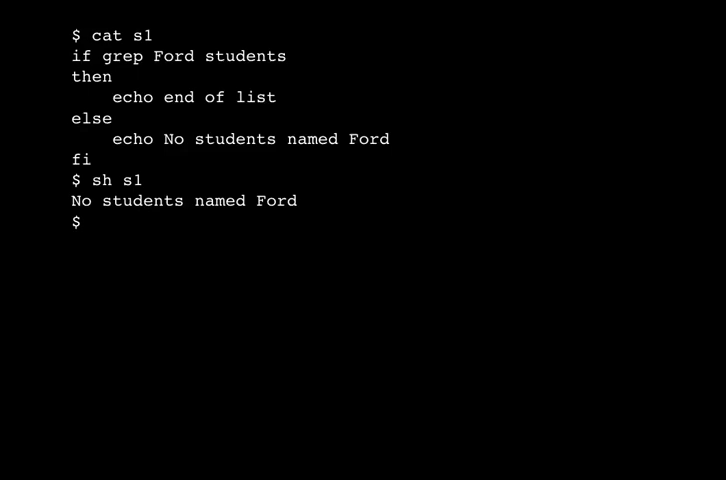 $ cat s1
if grep Ford students
then
    echo end of list
else
    echo No students named Ford
fi
$ sh s1
No students named Ford
$